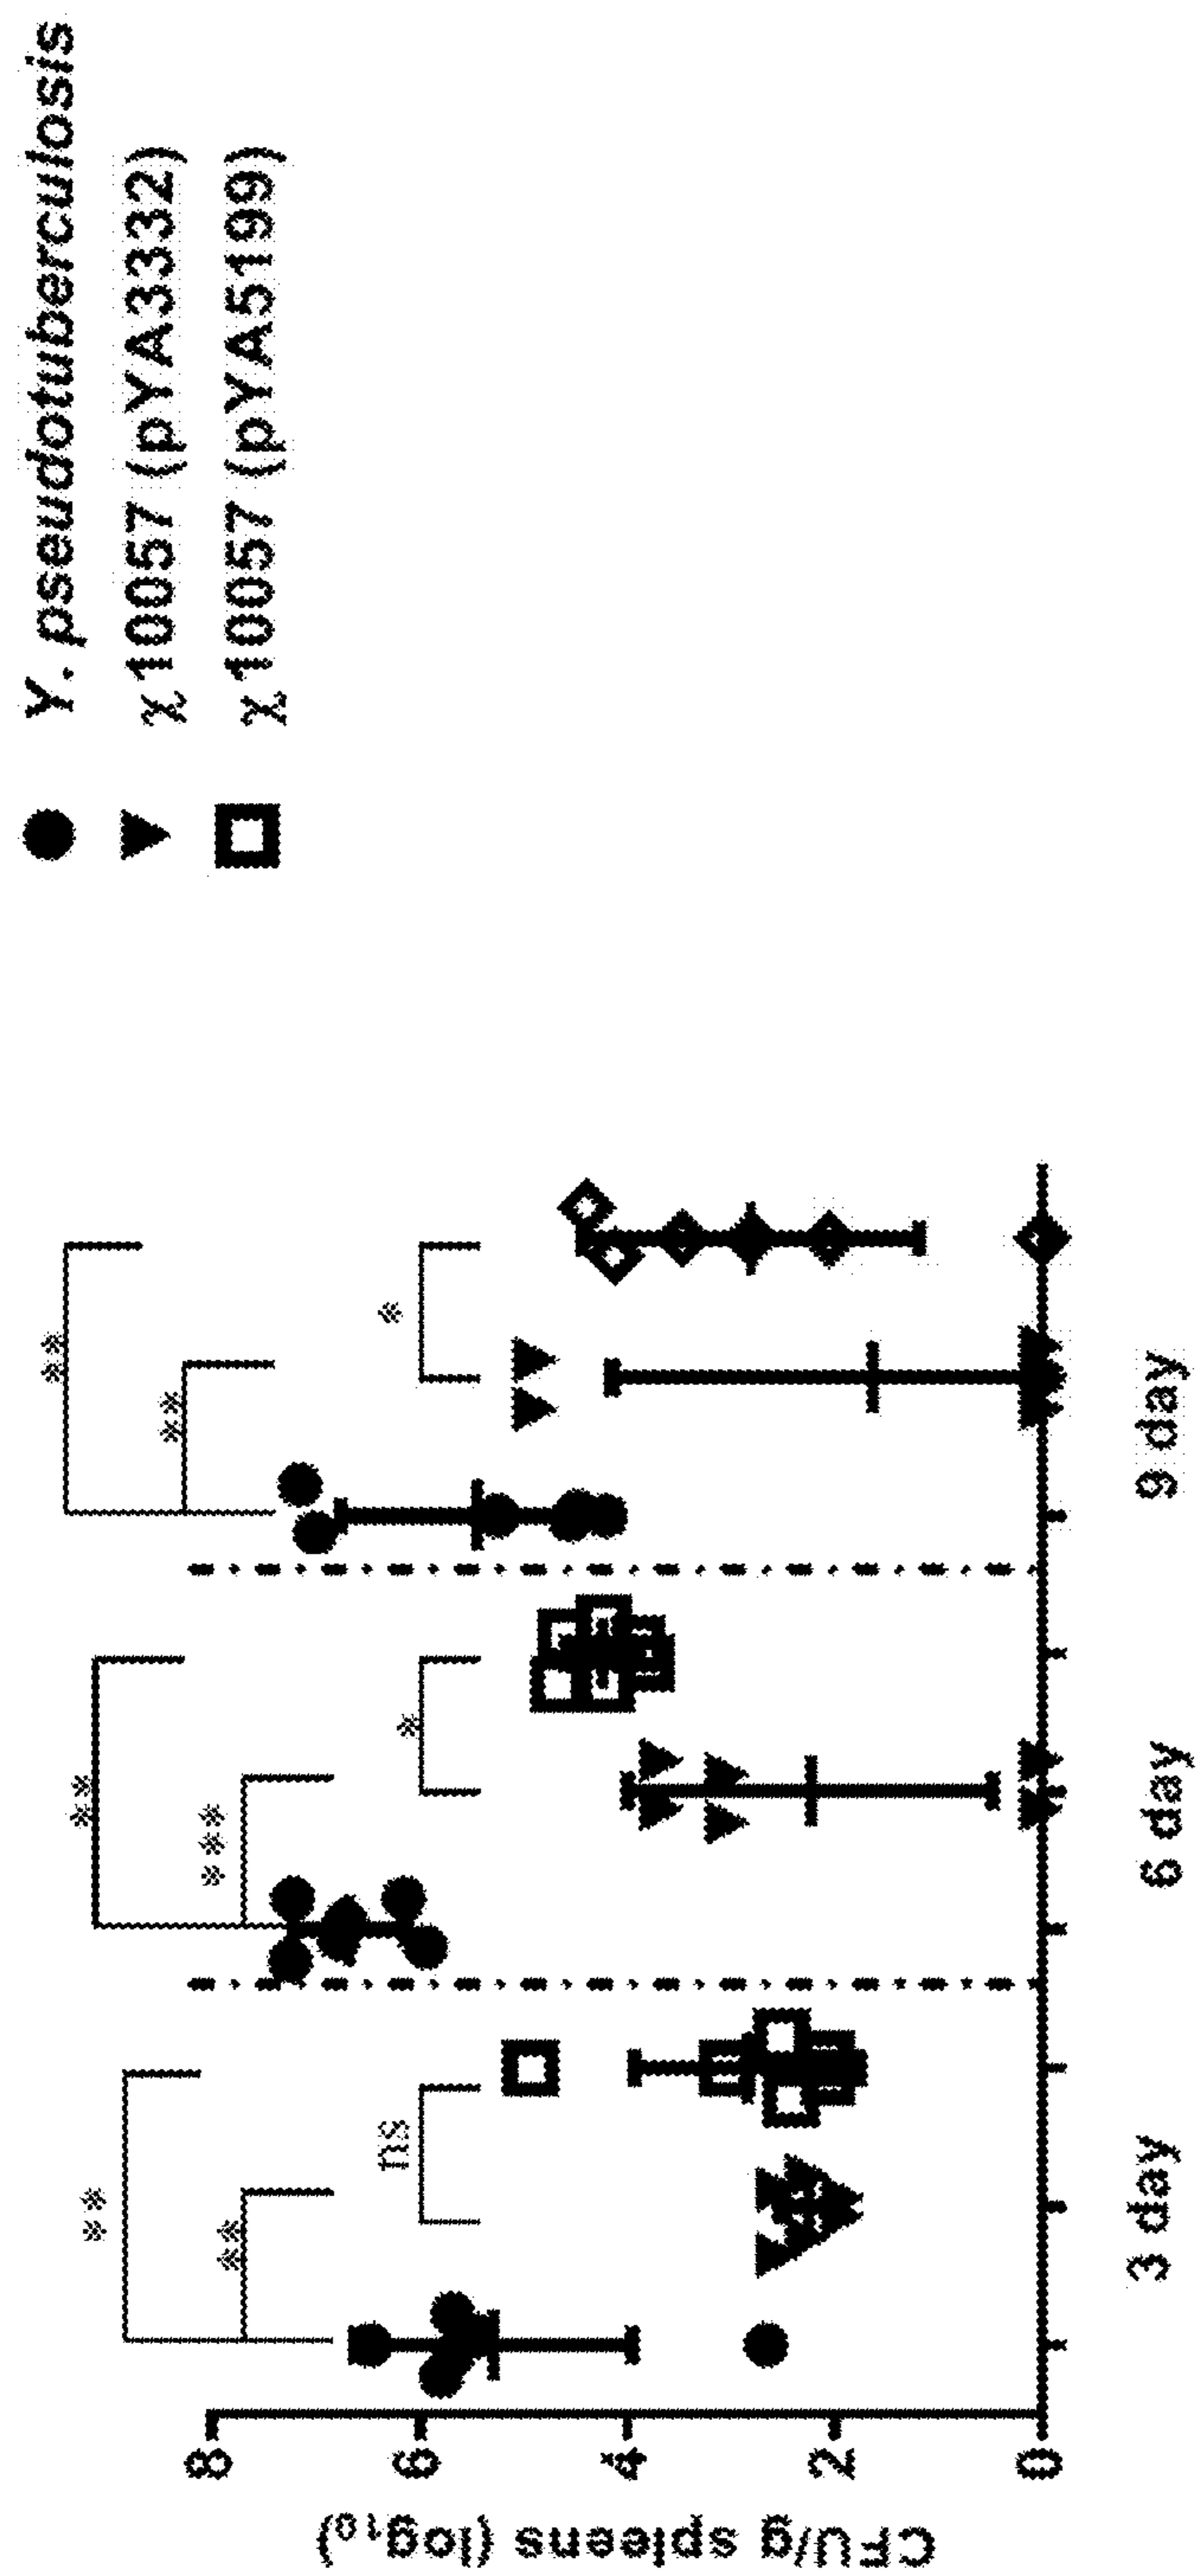 Y. pseudotuberculosis
χ10057 (pYA3332)
χ10057 (pYA5199)
CFU/g spleens (log10)
8
6
4
2
0
**
**
ns
**
***
*
**
**
*
3 day
6 day
9 day